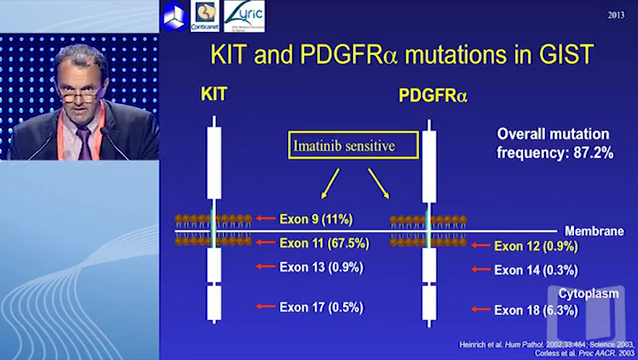 Conticanet
Lyric
2013
KIT and PDGFRα mutations in GIST
KIT
PDGFRα
Imatinib sensitive
Overall mutation
frequency: 87.2%
Exon 9 (11%)
Membrane
Exon 11 (67.5%)
Exon 12 (0.9%)
Exon 13 (0.9%)
Exon 14 (0.3%)
Cytoplasm
Exon 17 (0.5%)
Exon 18 (6.3%)
Heinrich et al. Hum Pathol. 2002;33:484; Science 2003,
Corless et al. Proc AACR, 2003